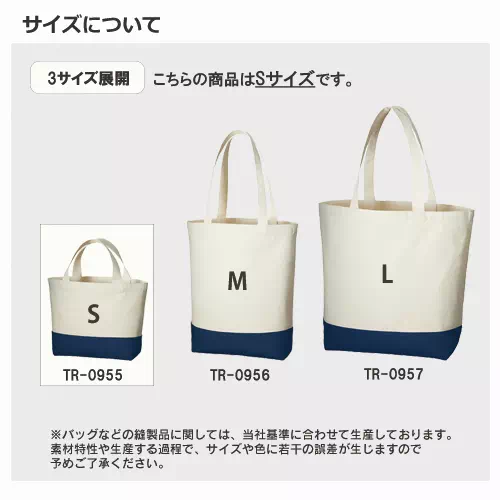 サイズについて
3サイズ展開
こちらの商品はSサイズです。
S
M
L
TR-0955
TR-0956
TR-0957
※バッグなどの縫製品に関しては、当社基準に合わせて生産しております。
素材特性や生産する過程で、サイズや色に若干の誤差が生じますので
予めご了承ください。